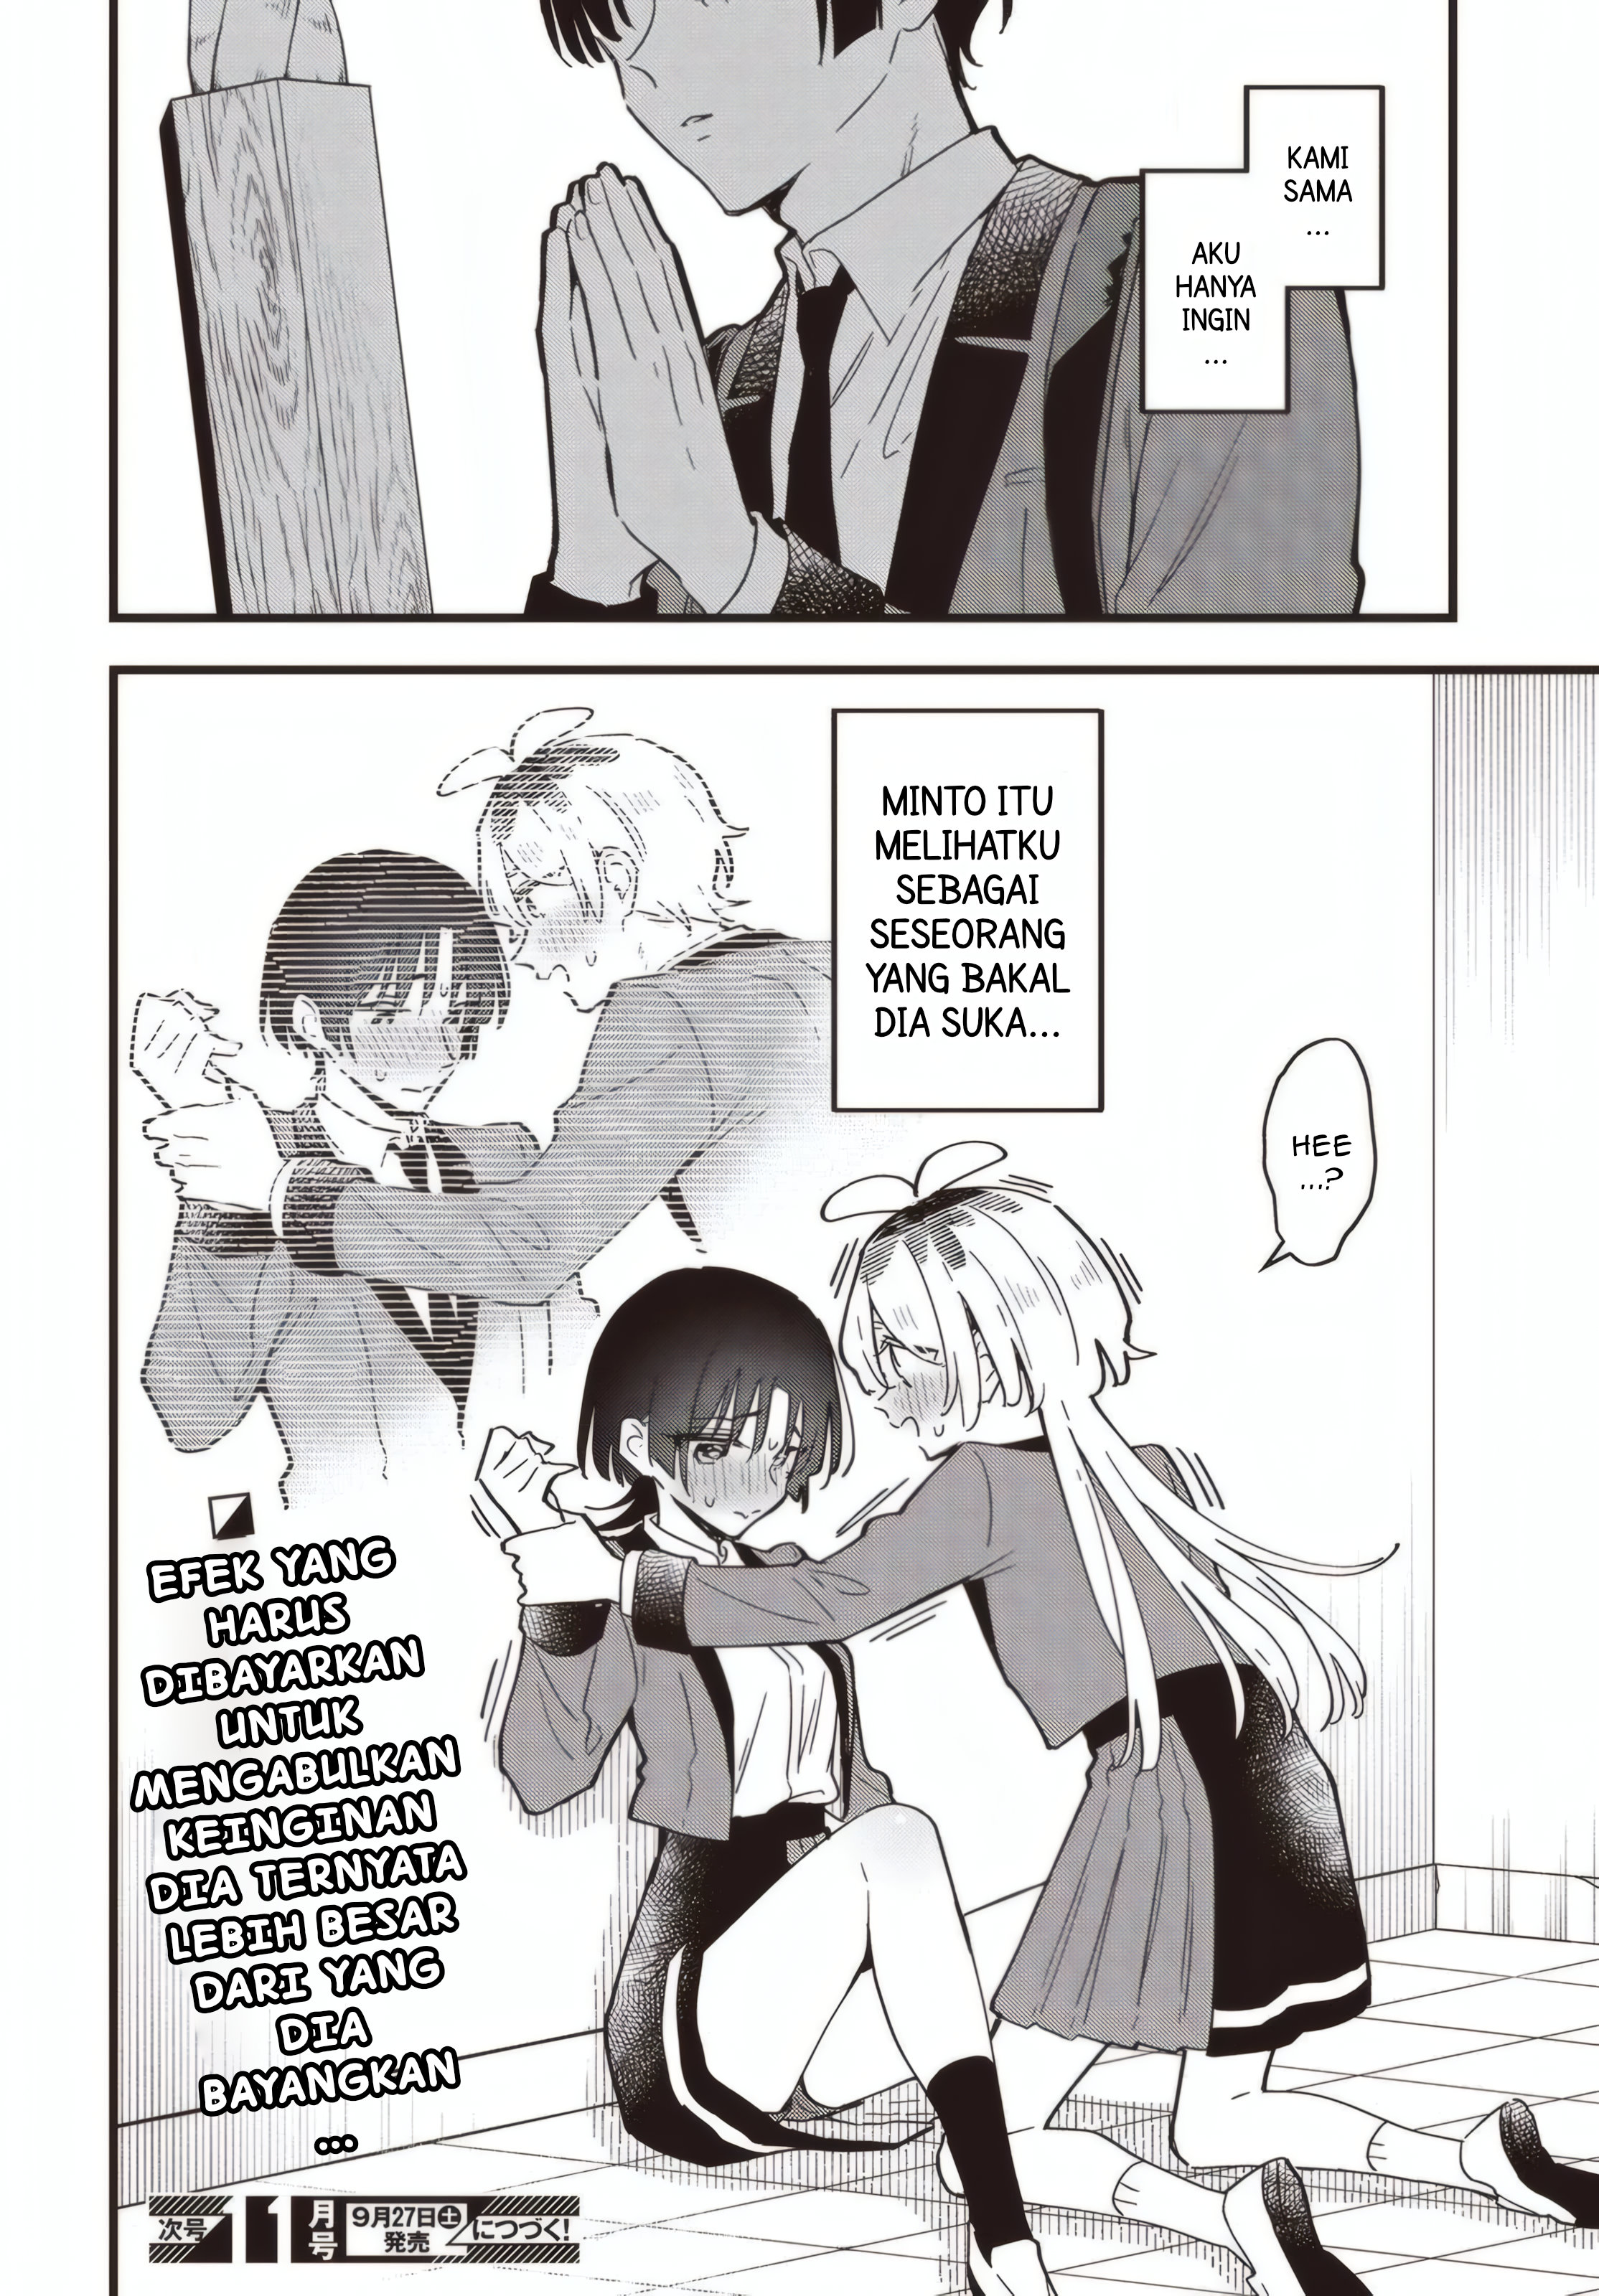 KAMI
SAMA
...
AKU
HANYA
INGIN
...
MINTO ITU
MELIHATKU
SEBAGAI
SESEORANG
YANG BAKAL
DIA SUKA...
HEE
...?
EFEK YANG
HARUS
DIBAYARKAN
UNTUK
MENGABULKAN
KEINGINAN
DIA TERNYATA
LEBIH BESAR
DARI YANG
DIA
BAYANGKAN
...
次号11月号 9月27日㊏発売 につづく!